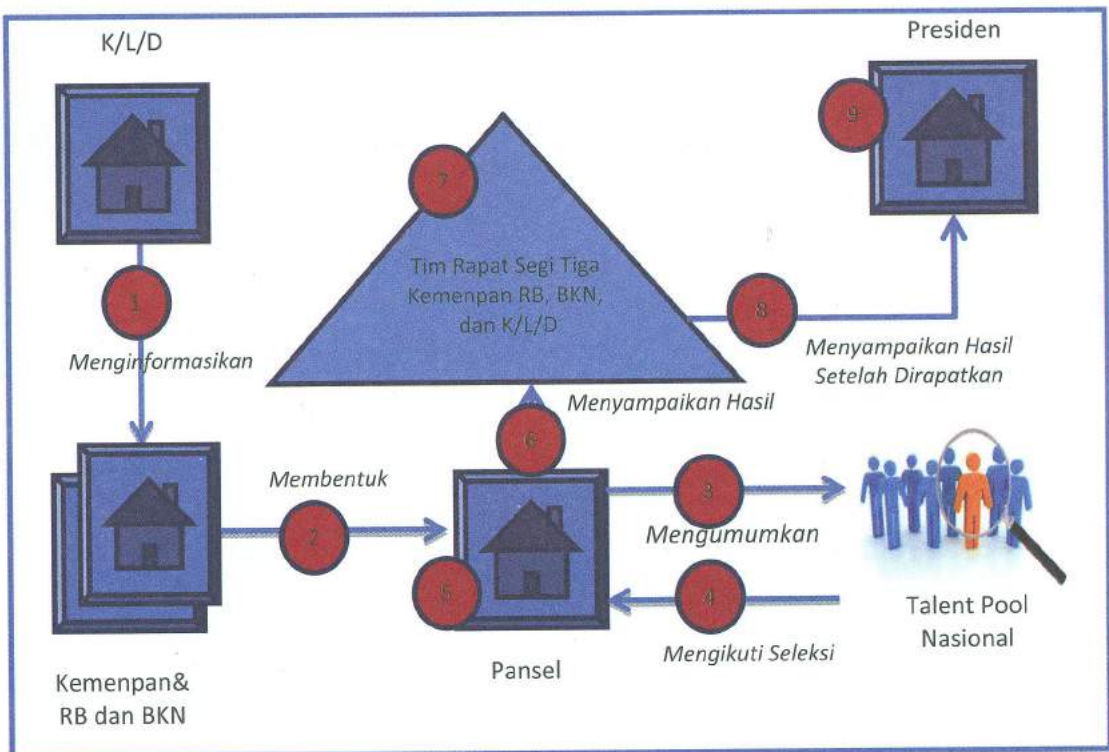 K/L/D
Presiden
9
7
Tim Rapat Segi Tiga
Kemenpan RB, BKN,
dan K/L/D
1
Menginformasikan
8
Menyampaikan Hasil
Setelah Dirapatkan
Menyampaikan Hasil
6
Membentuk
2
3
Mengumumkan
5
4
Mengikuti Seleksi
Talent Pool
Nasional
Pansel
Kemenpan&
RB dan BKN